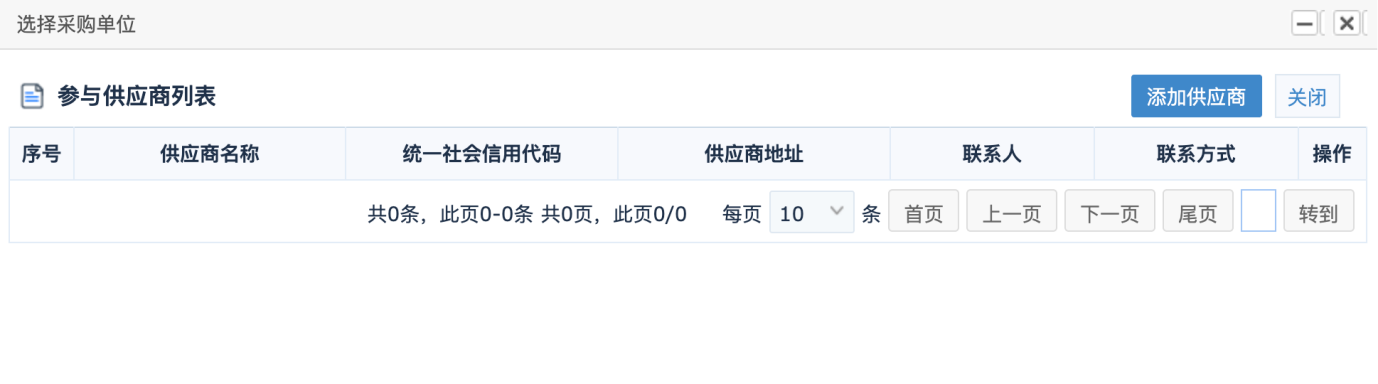 选择采购单位
参与供应商列表 添加供应商 关闭
序号 供应商名称 统一社会信用代码 供应商地址 联系人 联系方式 操作
共0条，此页0-0条 共0页，此页0/0 每页 10 条 首页 上一页 下一页 尾页 转到